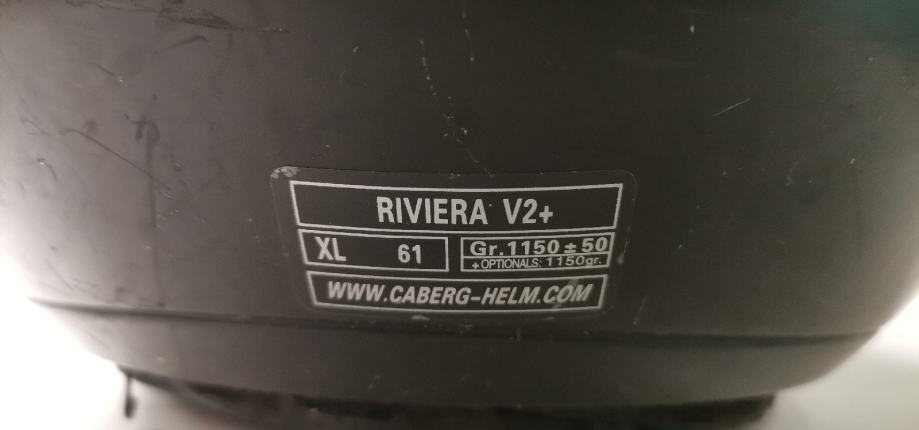 RIVIERA V2+
XL 61 Gr.1150 ± 50
+OPTIONALS: 1150gr.
WWW.CABERG-HELM.COM